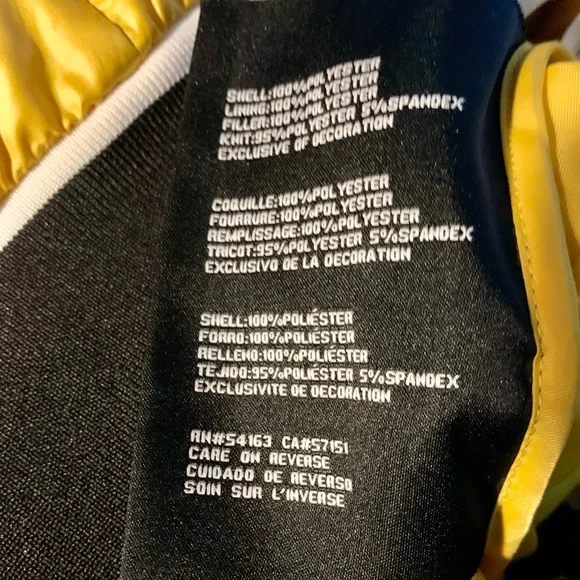 SHELL:100%POLYESTER
LINING:100%POLYESTER
FILLER:100%POLYESTER
KNIT:95%POLYESTER 5%SPANDEX
EXCLUSIVE OF DECORATION
COQUILLE:100%POLYESTER
FOURRURE:100%POLYESTER
REMPLISSAGE:100%POLYESTER
TRICOT:95%POLYESTER 5%SPANDEX
EXCLUSIVO DE LA DECORATION
SHELL:100%POLIÉSTER
FORRO:100%POLIÉSTER
RELLENO:100%POLIÉSTER
TEJIDO:95%POLIÉSTER 5%SPANDEX
EXCLUSIVITE DE DECORATION
RN#54163 CA#57151
CARE ON REVERSE
CUIDADO DE REVERSO
SOIN SUR L'INVERSE